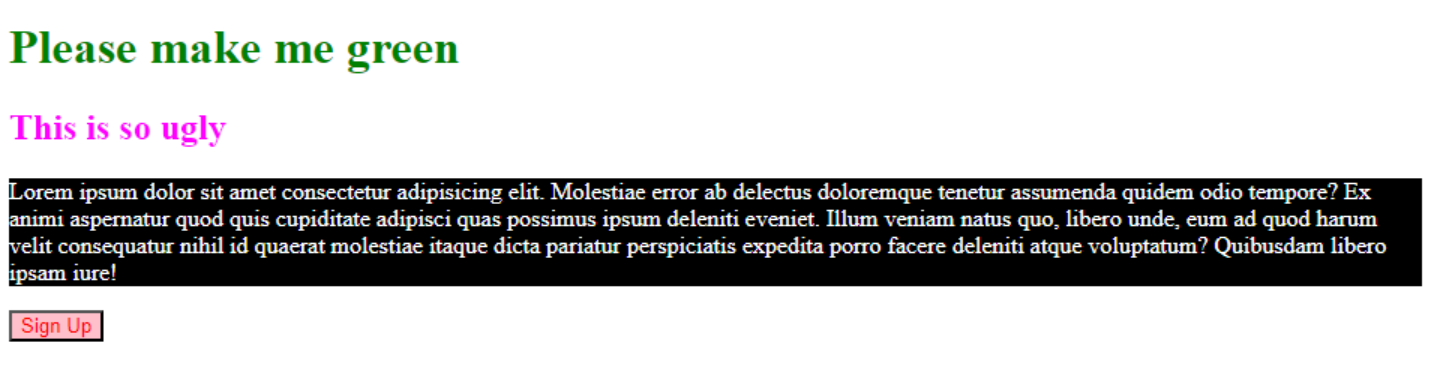 Please make me green
This is so ugly
Lorem ipsum dolor sit amet consectetur adipisicing elit. Molestiae error ab delectus doloremque tenetur assumenda quidem odio tempore? Ex
animi aspernatur quod quis cupiditate adipisci quas possimus ipsum deleniti eveniet. Illum veniam natus quo, libero unde, eum ad quod harum
velit consequatur nihil id quaerat molestiae itaque dicta pariatur perspiciatis expedita porro facere deleniti atque voluptatum? Quibusdam libero
ipsam iure!
Sign Up